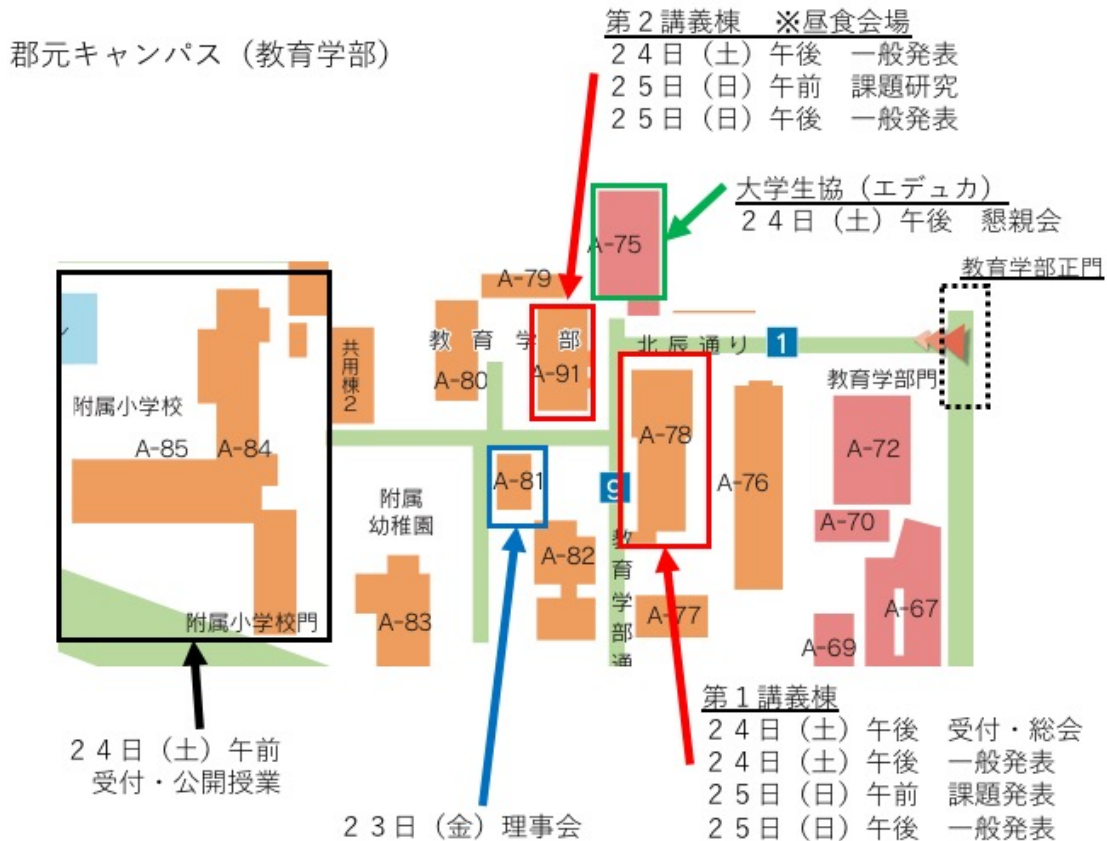 郡元キャンパス（教育学部）
第２講義棟　※昼食会場
２４日（土）午後　一般発表
２５日（日）午前　課題研究
２５日（日）午後　一般発表
大学生協（エデュカ）
２４日（土）午後　懇親会
教育学部正門
A-75
A-79
教育学部
A-80
A-91
北辰通り
1
教育学部門
共用棟２
附属小学校
A-85
A-84
A-81
A-78
9
A-76
A-72
A-70
附属
幼稚園
A-82
教育学部通
A-83
A-77
A-67
A-69
附属小学校門
２４日（土）午前
受付・公開授業
２３日（金）理事会
第１講義棟
２４日（土）午後　受付・総会
２４日（土）午後　一般発表
２５日（日）午前　課題発表
２５日（日）午後　一般発表